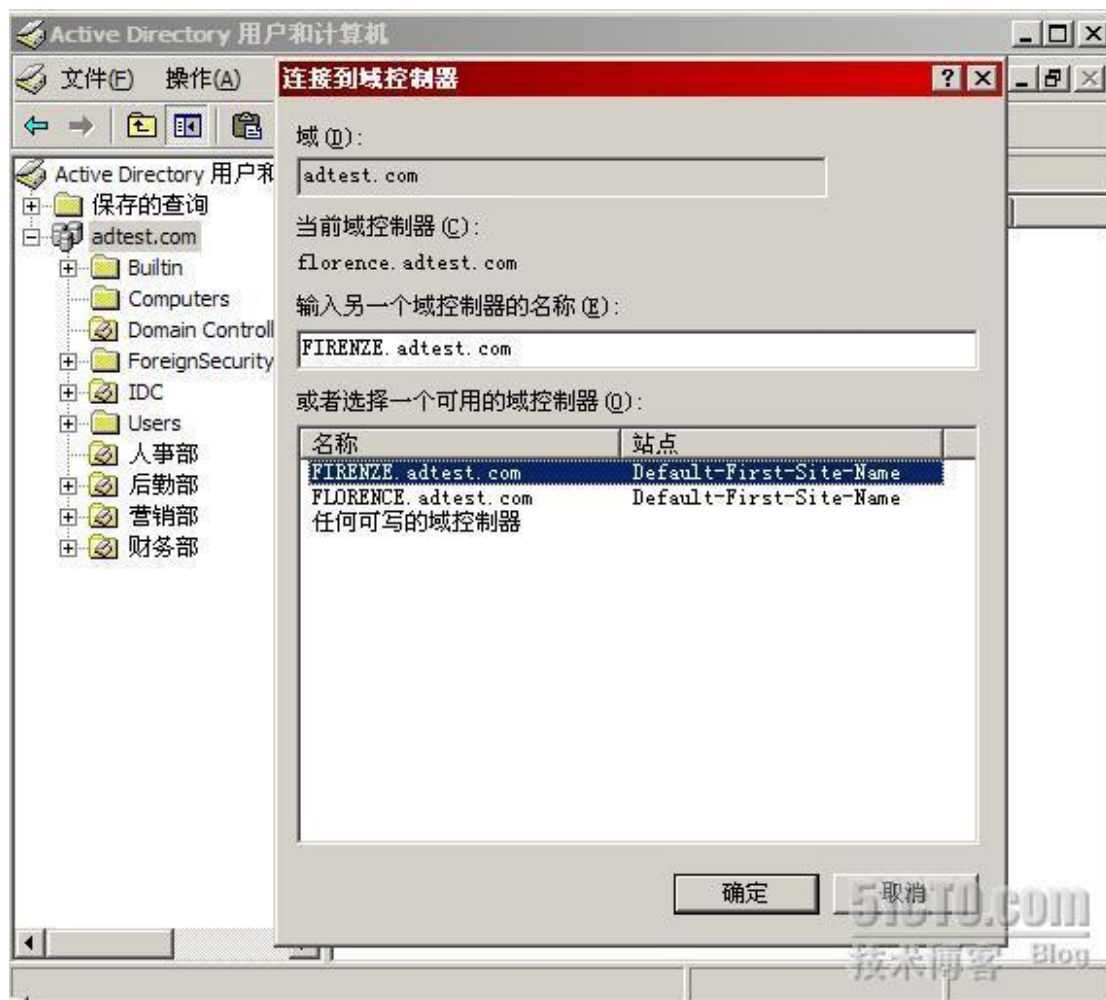 Active Directory 用户和计算机
文件(F) 操作(A)
连接到域控制器
域(D):
adtest.com
当前域控制器(C):
florence.adtest.com
输入另一个域控制器的名称(E):
FIRENZE.adtest.com
或者选择一个可用的域控制器(O):
名称 站点
FIRENZE.adtest.com Default-First-Site-Name
FLORENCE.adtest.com Default-First-Site-Name
任何可写的域控制器
确定 取消
Active Directory 用户和
保存的查询
adtest.com
Builtin
Computers
Domain Controll
ForeignSecurity
IDC
Users
人事部
后勤部
营销部
财务部
51CTO.com
技术博客 Blog